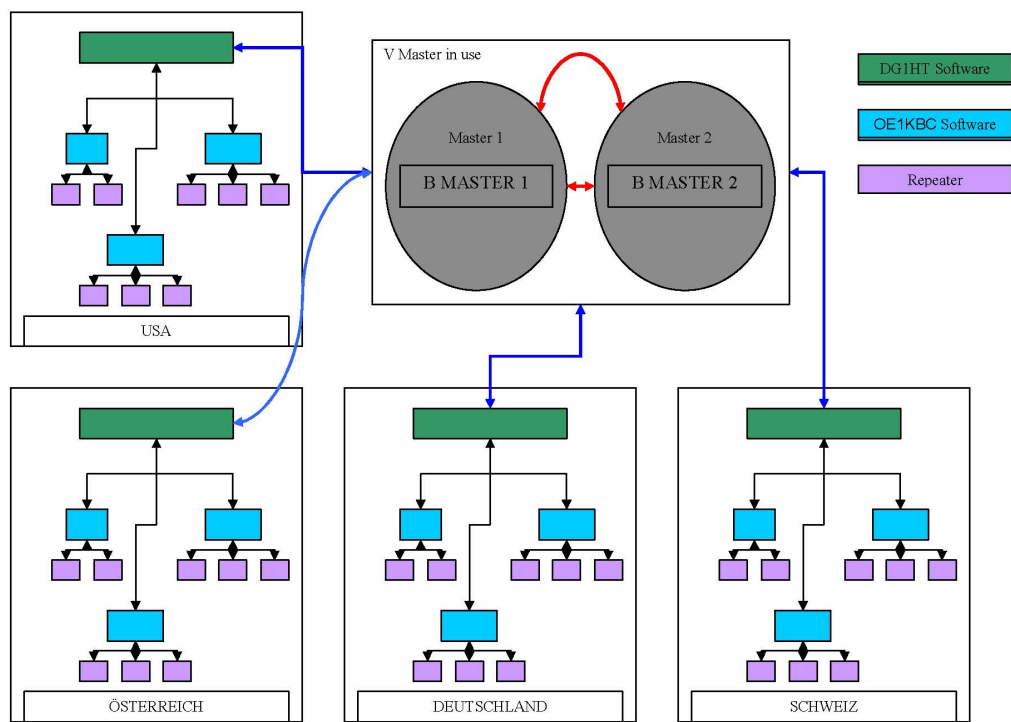 V Master in use
Master 1
Master 2
B MASTER 1
B MASTER 2
DG1HT Software
OE1KBC Software
Repeater
USA
ÖSTERREICH
DEUTSCHLAND
SCHWEIZ